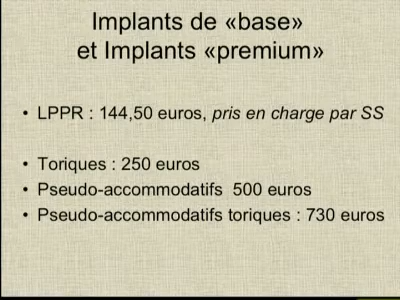 Implants de «base»
et Implants «premium»
• LPPR : 144,50 euros, pris en charge par SS
• Toriques : 250 euros
• Pseudo-accommodatifs 500 euros
• Pseudo-accommodatifs toriques : 730 euros